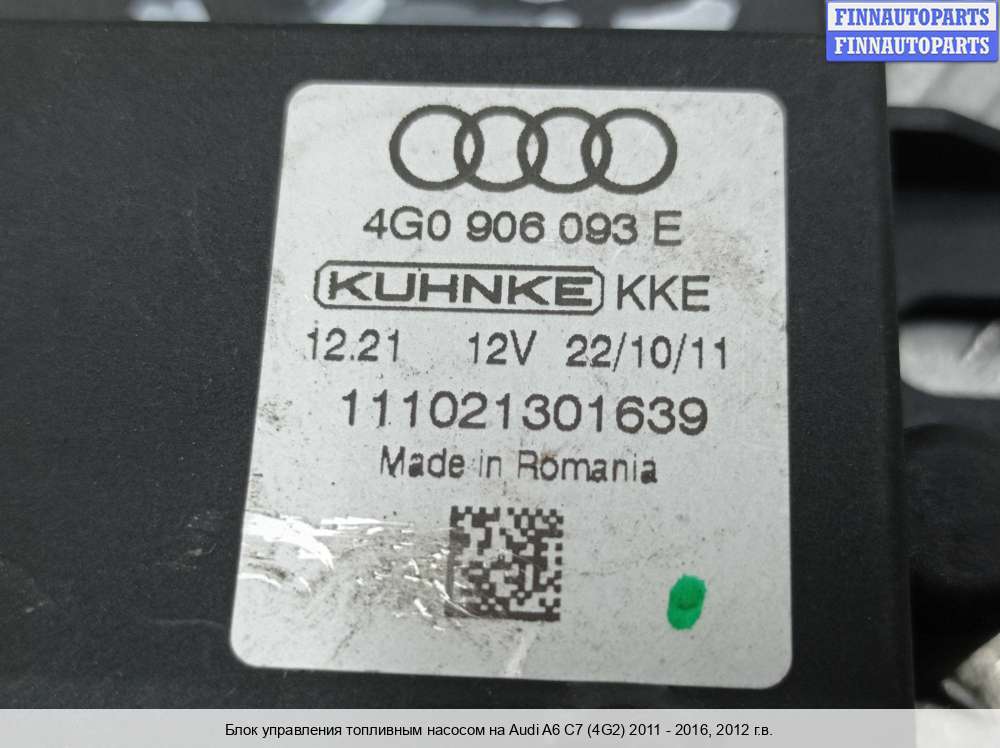 FINNAUTOPARTS
FINNAUTOPARTS
4G0 906 093 E
KUHNKE KKE
12.21 12V 22/10/11
111021301639
Made in Romania
Блок управления топливным насосом на Audi A6 C7 (4G2) 2011 - 2016, 2012 г.в.